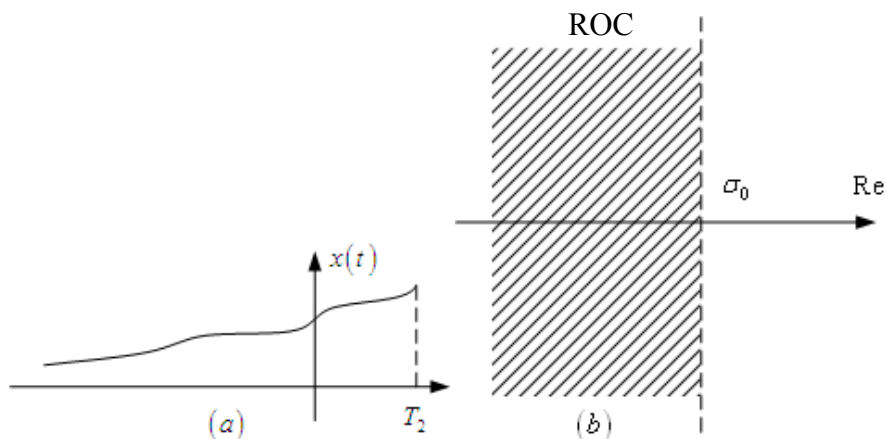 ROC
σ₀ Re
x(t)
T₂
(a)
(b)